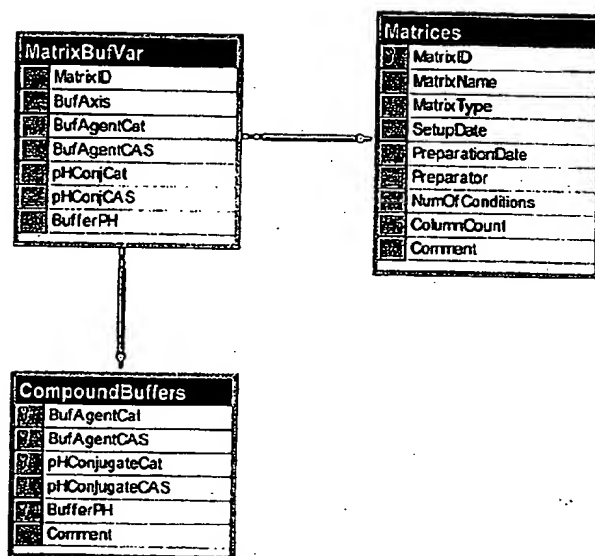 MatrixBufVar
MatrixID
BufAxis
BufAgentCat
BufAgentCAS
pHConjCat
pHConjCAS
BufferPH
Matrices
MatrixID
MatrixName
MatrixType
SetupDate
PreparationDate
Preparator
NumOfConditions
ColumnCount
Comment
CompoundBuffers
BufAgentCat
BufAgentCAS
pHConjugateCat
pHConjugateCAS
BufferPH
Comment